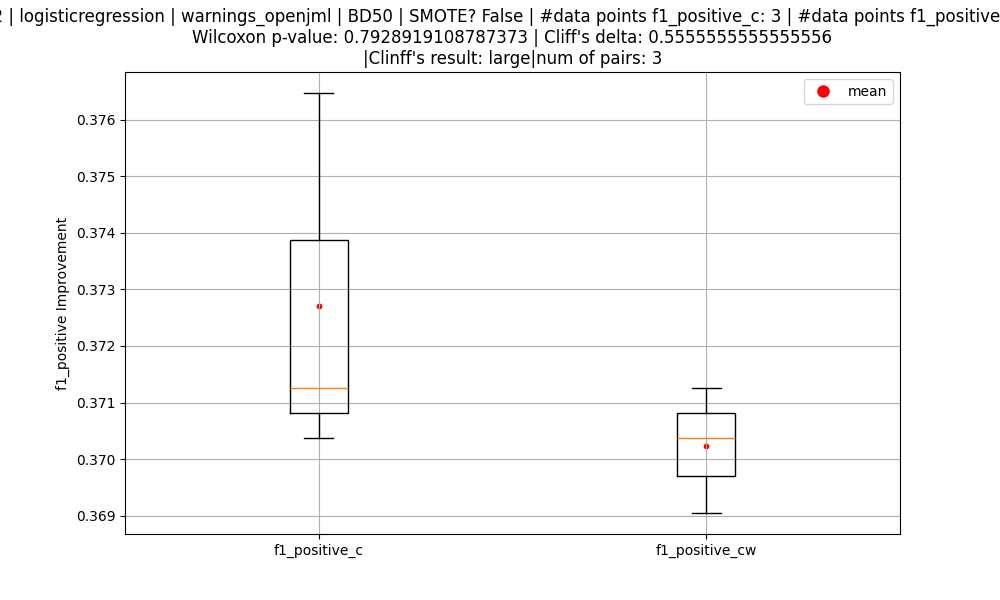 2 | logisticregression | warnings_openjml | BD50 | SMOTE? False | #data points f1_positive_c: 3 | #data points f1_positive
Wilcoxon p-value: 0.7928919108787373 | Cliff's delta: 0.5555555555555556
|Clinff's result: large|num of pairs: 3
mean
0.376
0.375
0.374
0.373
0.372
0.371
0.370
0.369
f1_positive Improvement
f1_positive_c
f1_positive_cw